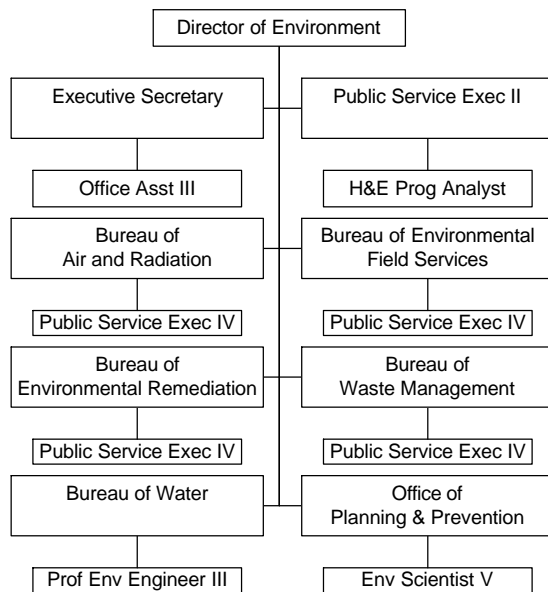 Director of Environment
Executive Secretary
Public Service Exec II
Office Asst III
H&E Prog Analyst
Bureau of
Air and Radiation
Bureau of Environmental
Field Services
Public Service Exec IV
Public Service Exec IV
Bureau of
Environmental Remediation
Bureau of
Waste Management
Public Service Exec IV
Public Service Exec IV
Bureau of Water
Office of
Planning & Prevention
Prof Env Engineer III
Env Scientist V